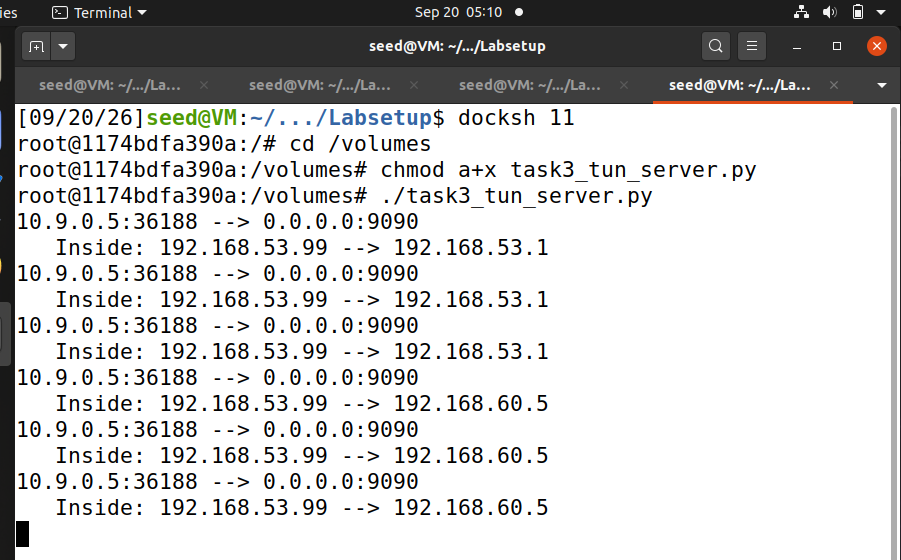 ies Terminal Sep 20 05:10
seed@VM: ~/.../Labsetup
seed@VM: ~/.../La... seed@VM: ~/.../La... seed@VM: ~/.../La... seed@VM: ~/.../La...
[09/20/26]seed@VM:~/.../Labsetup$ docksh 11
root@1174bdfa390a:/# cd /volumes
root@1174bdfa390a:/volumes# chmod a+x task3_tun_server.py
root@1174bdfa390a:/volumes# ./task3_tun_server.py
10.9.0.5:36188 --> 0.0.0.0:9090
   Inside: 192.168.53.99 --> 192.168.53.1
10.9.0.5:36188 --> 0.0.0.0:9090
   Inside: 192.168.53.99 --> 192.168.53.1
10.9.0.5:36188 --> 0.0.0.0:9090
   Inside: 192.168.53.99 --> 192.168.53.1
10.9.0.5:36188 --> 0.0.0.0:9090
   Inside: 192.168.53.99 --> 192.168.60.5
10.9.0.5:36188 --> 0.0.0.0:9090
   Inside: 192.168.53.99 --> 192.168.60.5
10.9.0.5:36188 --> 0.0.0.0:9090
   Inside: 192.168.53.99 --> 192.168.60.5